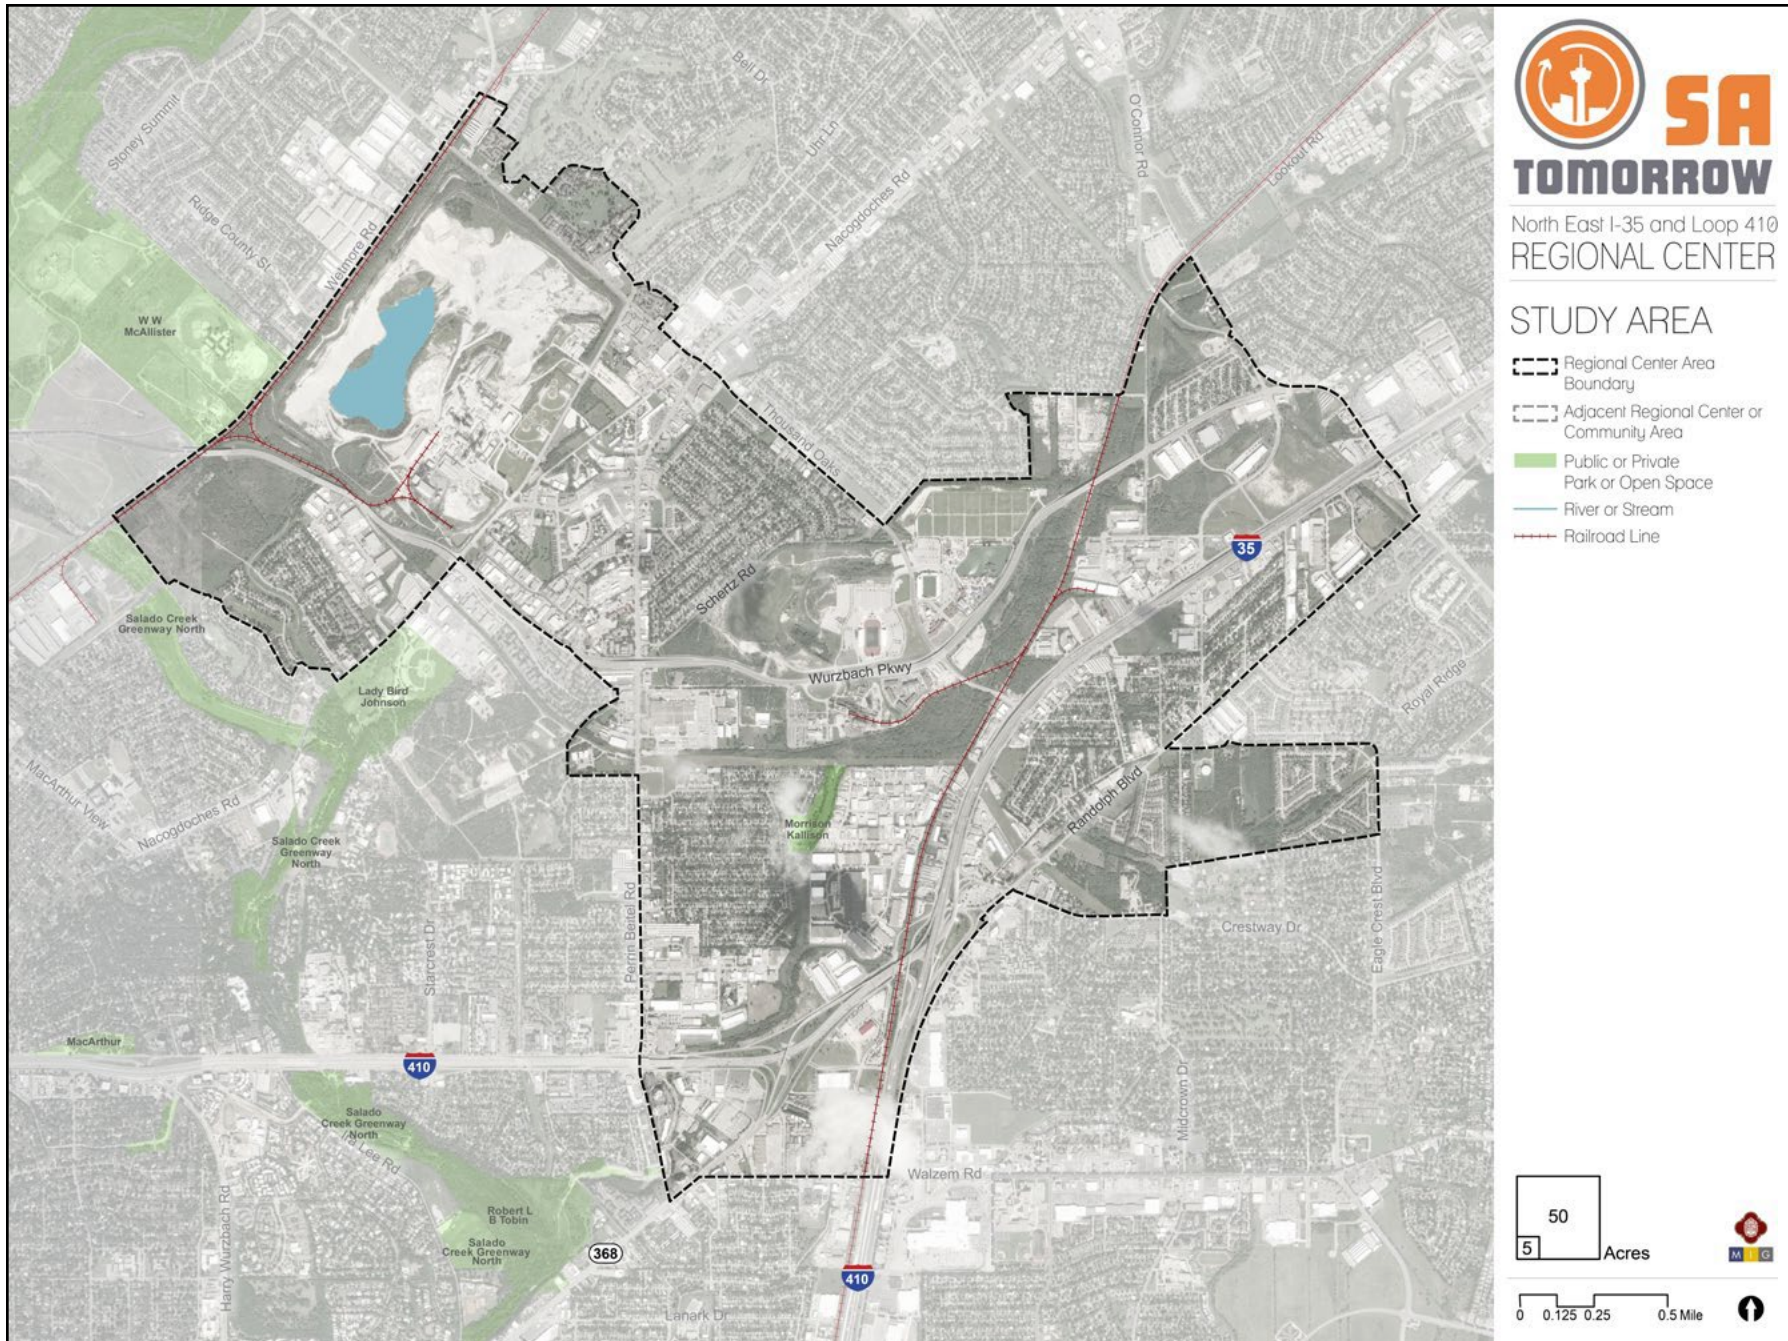 SA
TOMORROW
North East I-35 and Loop 410
REGIONAL CENTER
STUDY AREA
Regional Center Area
Boundary
Adjacent Regional Center or
Community Area
Public or Private
Park or Open Space
River or Stream
Railroad Line
Bell Dr
Stoney Summit
Uhr Ln
O'Connor Rd
Lookout Rd
Ridge County St
Nacogdoches Rd
Wetmore Rd
W W
McAllister
Thousand Oaks
35
Schertz Rd
Salado Creek
Greenway North
Wurzbach Pkwy
Lady Bird
Johnson
Royal Ridge
MacArthur View
Nacogdoches Rd
Randolph Blvd
Morrison
Kallison
Salado Creek
Greenway
North
Perrin Beitel Rd
Starcrest Dr
Crestway Dr
Eagle Crest Blvd
MacArthur
410
Salado
Creek Greenway
North
Ira Lee Rd
Midcrown Dr
Walzem Rd
Harry Wurzbach Rd
Robert L
B Tobin
Salado
Creek Greenway
North
368
410
Lanark Dr
50
5
Acres
M I G
0 0.125 0.25 0.5 Mile